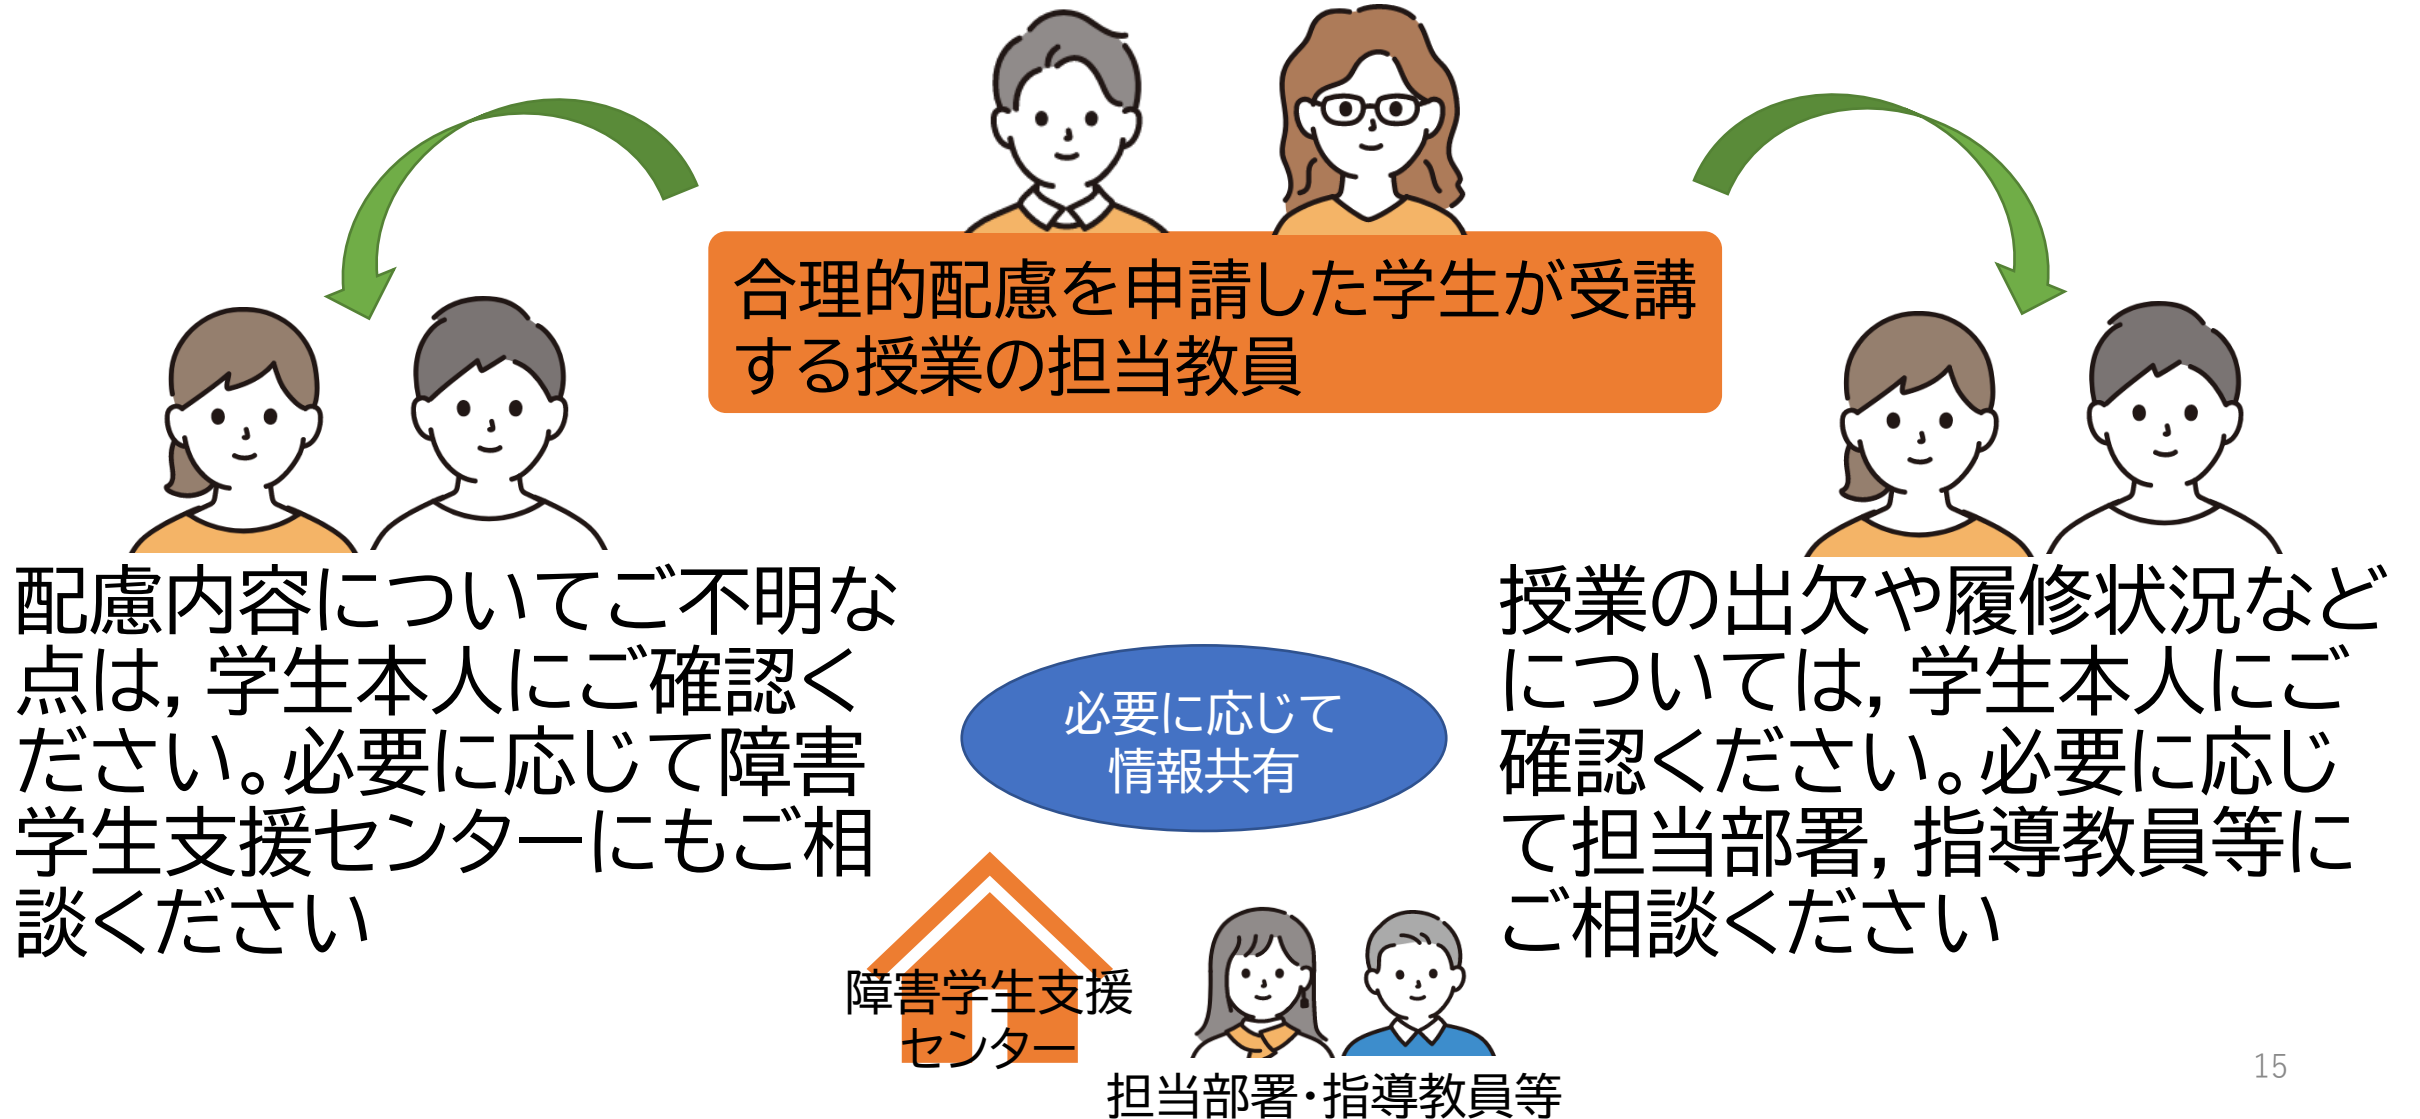 合理的配慮を申請した学生が受講
する授業の担当教員
配慮内容についてご不明な
点は，学生本人にご確認く
ださい。必要に応じて障害
学生支援センターにもご相
談ください
必要に応じて
情報共有
授業の出欠や履修状況など
については，学生本人にご
確認ください。必要に応じ
て担当部署，指導教員等に
ご相談ください
障害学生支援
センター
担当部署・指導教員等
15